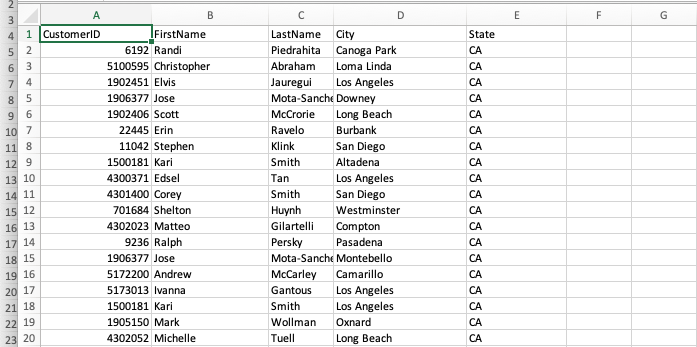 2
3 A B C D E F G
4 1 CustomerID FirstName LastName City State
5 2 6192 Randi Piedrahita Canoga Park CA
6 3 5100595 Christopher Abraham Loma Linda CA
7 4 1902451 Elvis Jauregui Los Angeles CA
8 5 1906377 Jose Mota-Sanche Downey CA
9 6 1902406 Scott McCrorie Long Beach CA
10 7 22445 Erin Ravelo Burbank CA
11 8 11042 Stephen Klink San Diego CA
12 9 1500181 Kari Smith Altadena CA
13 10 4300371 Edsel Tan Los Angeles CA
14 11 4301400 Corey Smith San Diego CA
15 12 701684 Shelton Huynh Westminster CA
16 13 4302023 Matteo Gilartelli Compton CA
17 14 9236 Ralph Persky Pasadena CA
18 15 1906377 Jose Mota-Sanche Montebello CA
19 16 5172200 Andrew McCarley Camarillo CA
20 17 5173013 Ivanna Gantous Los Angeles CA
21 18 1500181 Kari Smith Los Angeles CA
22 19 1905150 Mark Wollman Oxnard CA
23 20 4302052 Michelle Tuell Long Beach CA